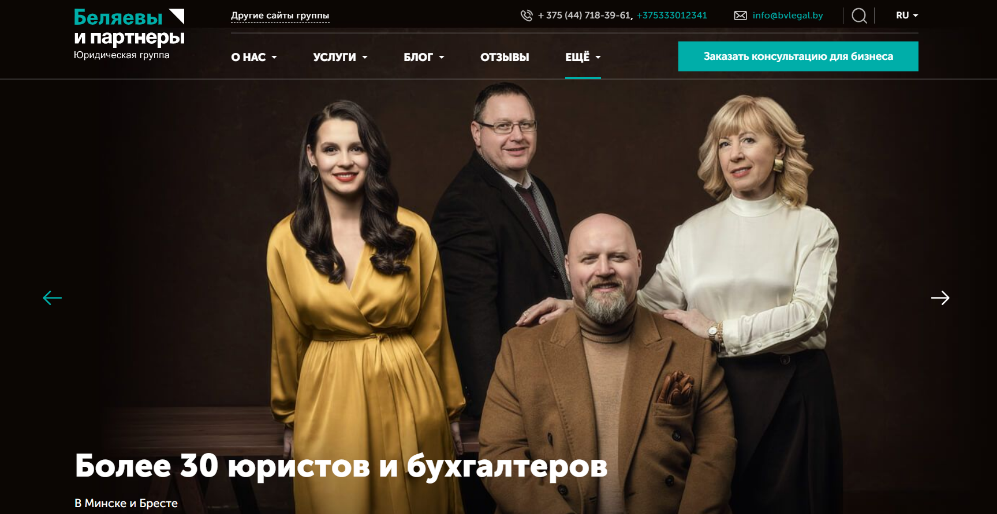 Беляевы
и партнеры
Юридическая группа
Другие сайты группы
+ 375 (44) 718-39-61, +375333012341
info@bvlegal.by
RU
О НАС
УСЛУГИ
БЛОГ
ОТЗЫВЫ
ЕЩЁ
Заказать консультацию для бизнеса
Более 30 юристов и бухгалтеров
В Минске и Бресте